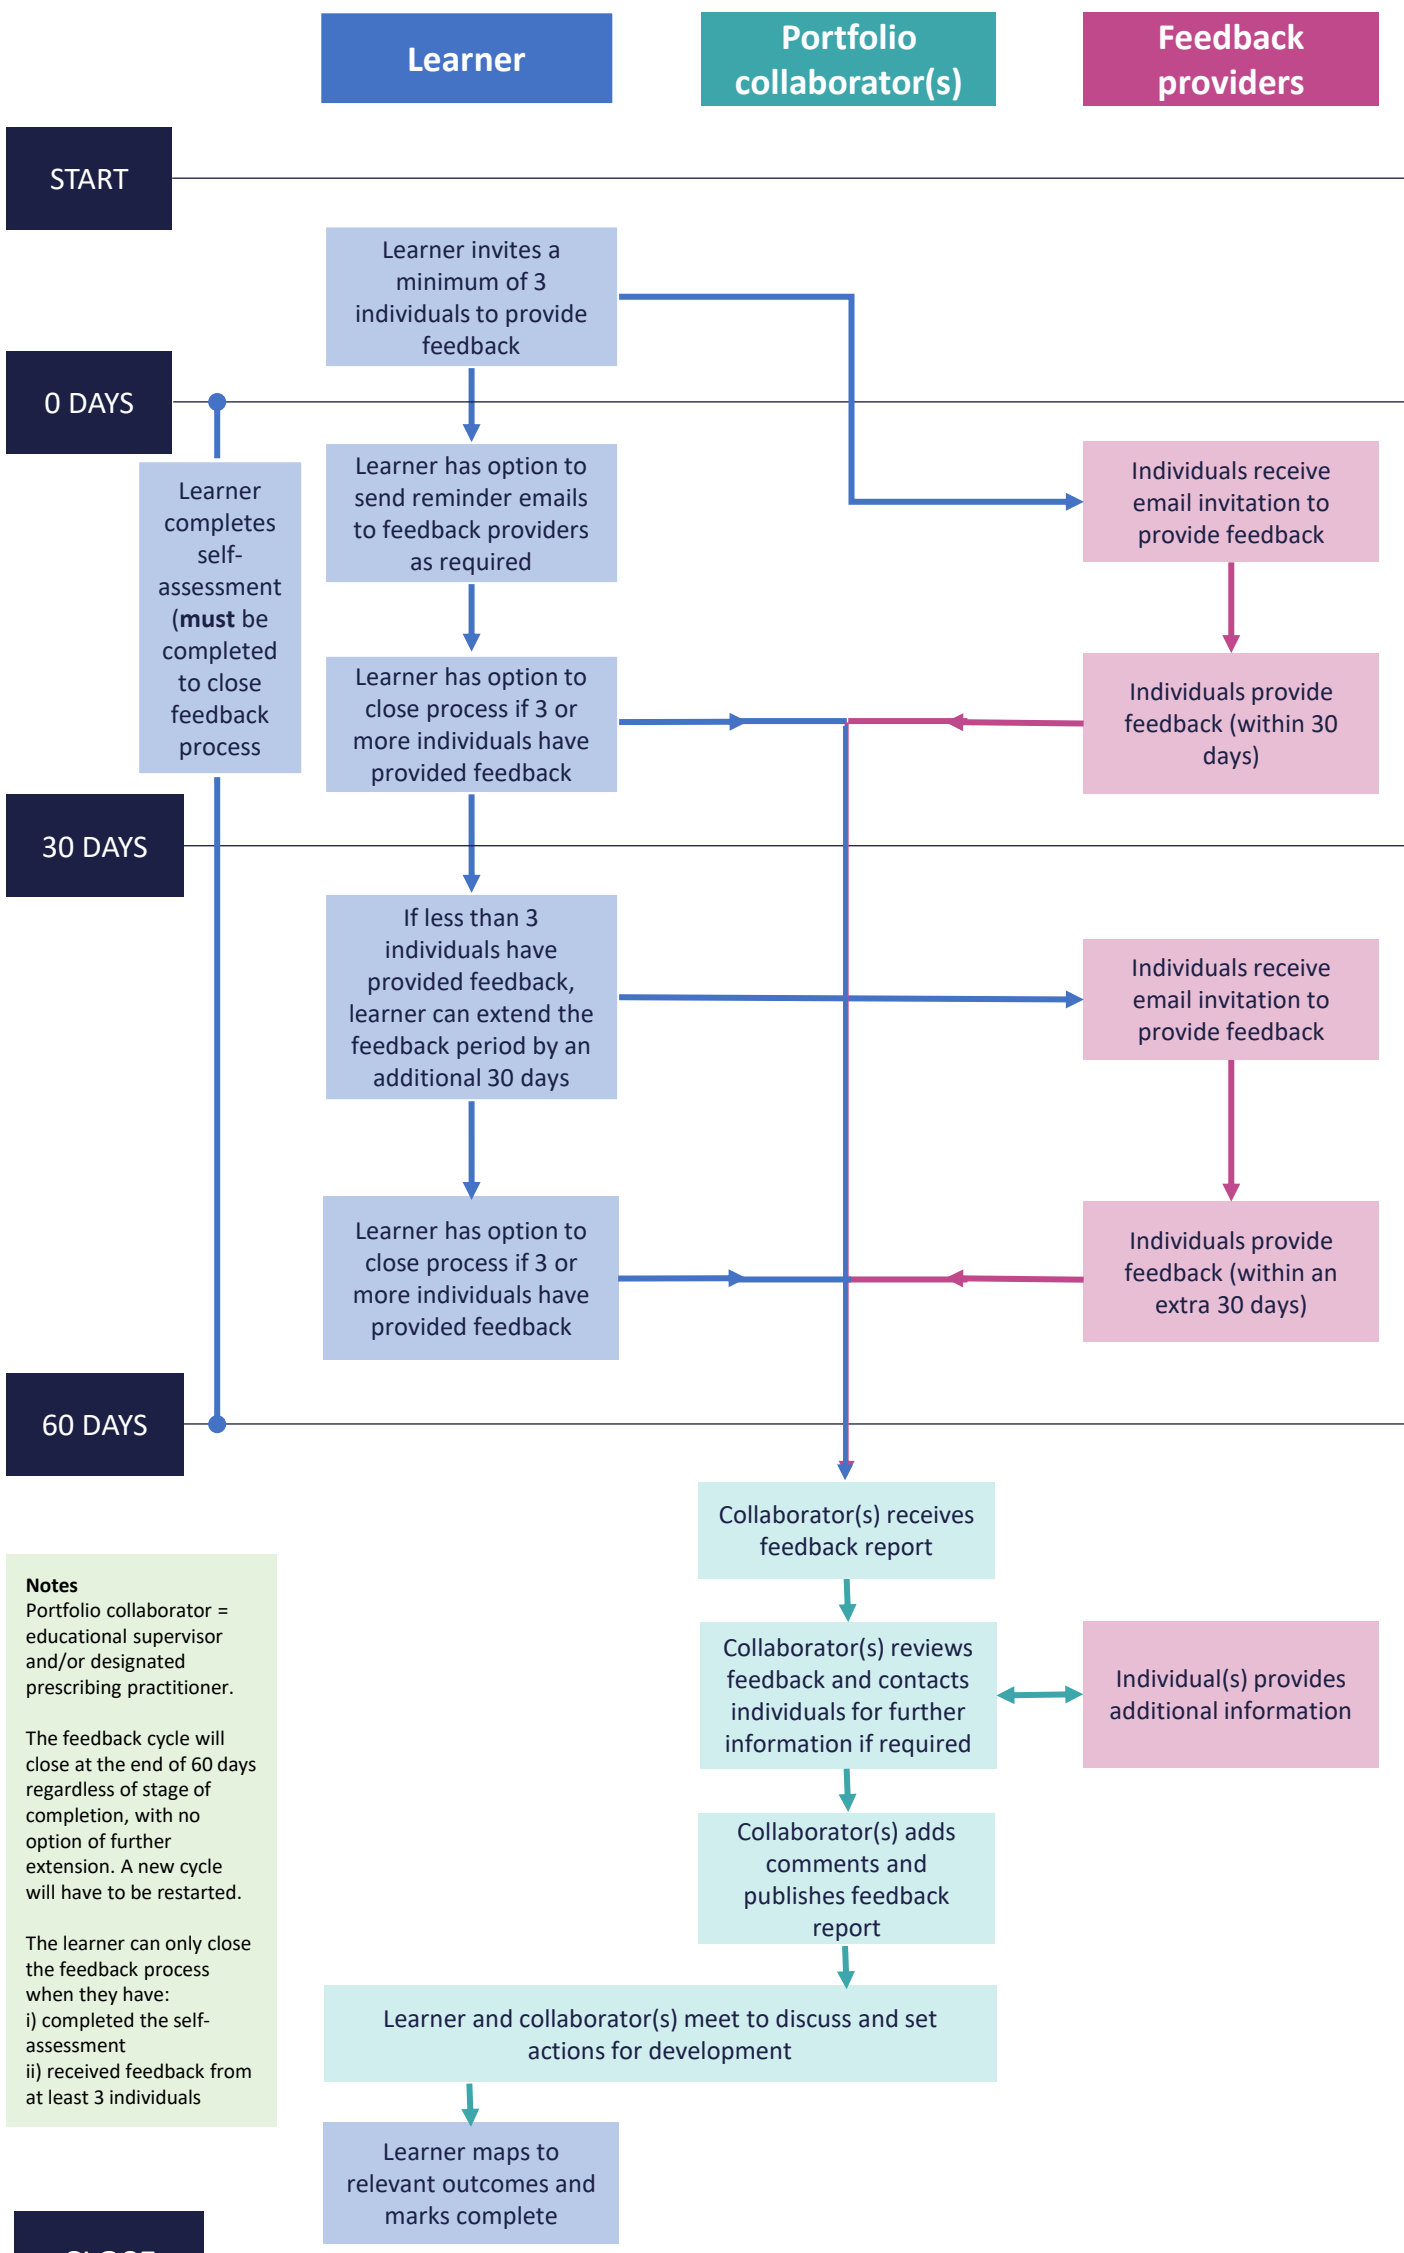 Learner
Portfolio
collaborator(s)
Feedback
providers
START
Learner invites a
minimum of 3
individuals to provide
feedback
0 DAYS
Learner
completes
self-
assessment
(must be
completed
to close
feedback
process
Learner has option to
send reminder emails
to feedback providers
as required
Individuals receive
email invitation to
provide feedback
Learner has option to
close process if 3 or
more individuals have
provided feedback
Individuals provide
feedback (within 30
days)
30 DAYS
If less than 3
individuals have
provided feedback,
learner can extend the
feedback period by an
additional 30 days
Individuals receive
email invitation to
provide feedback
Learner has option to
close process if 3 or
more individuals have
provided feedback
Individuals provide
feedback (within an
extra 30 days)
60 DAYS
Collaborator(s) receives
feedback report
Notes
Portfolio collaborator =
educational supervisor
and/or designated
prescribing practitioner.
The feedback cycle will
close at the end of 60 days
regardless of stage of
completion, with no
option of further
extension. A new cycle
will have to be restarted.
The learner can only close
the feedback process
when they have:
i) completed the self-
assessment
ii) received feedback from
at least 3 individuals
Collaborator(s) reviews
feedback and contacts
individuals for further
information if required
Individual(s) provides
additional information
Collaborator(s) adds
comments and
publishes feedback
report
Learner and collaborator(s) meet to discuss and set
actions for development
Learner maps to
relevant outcomes and
marks complete